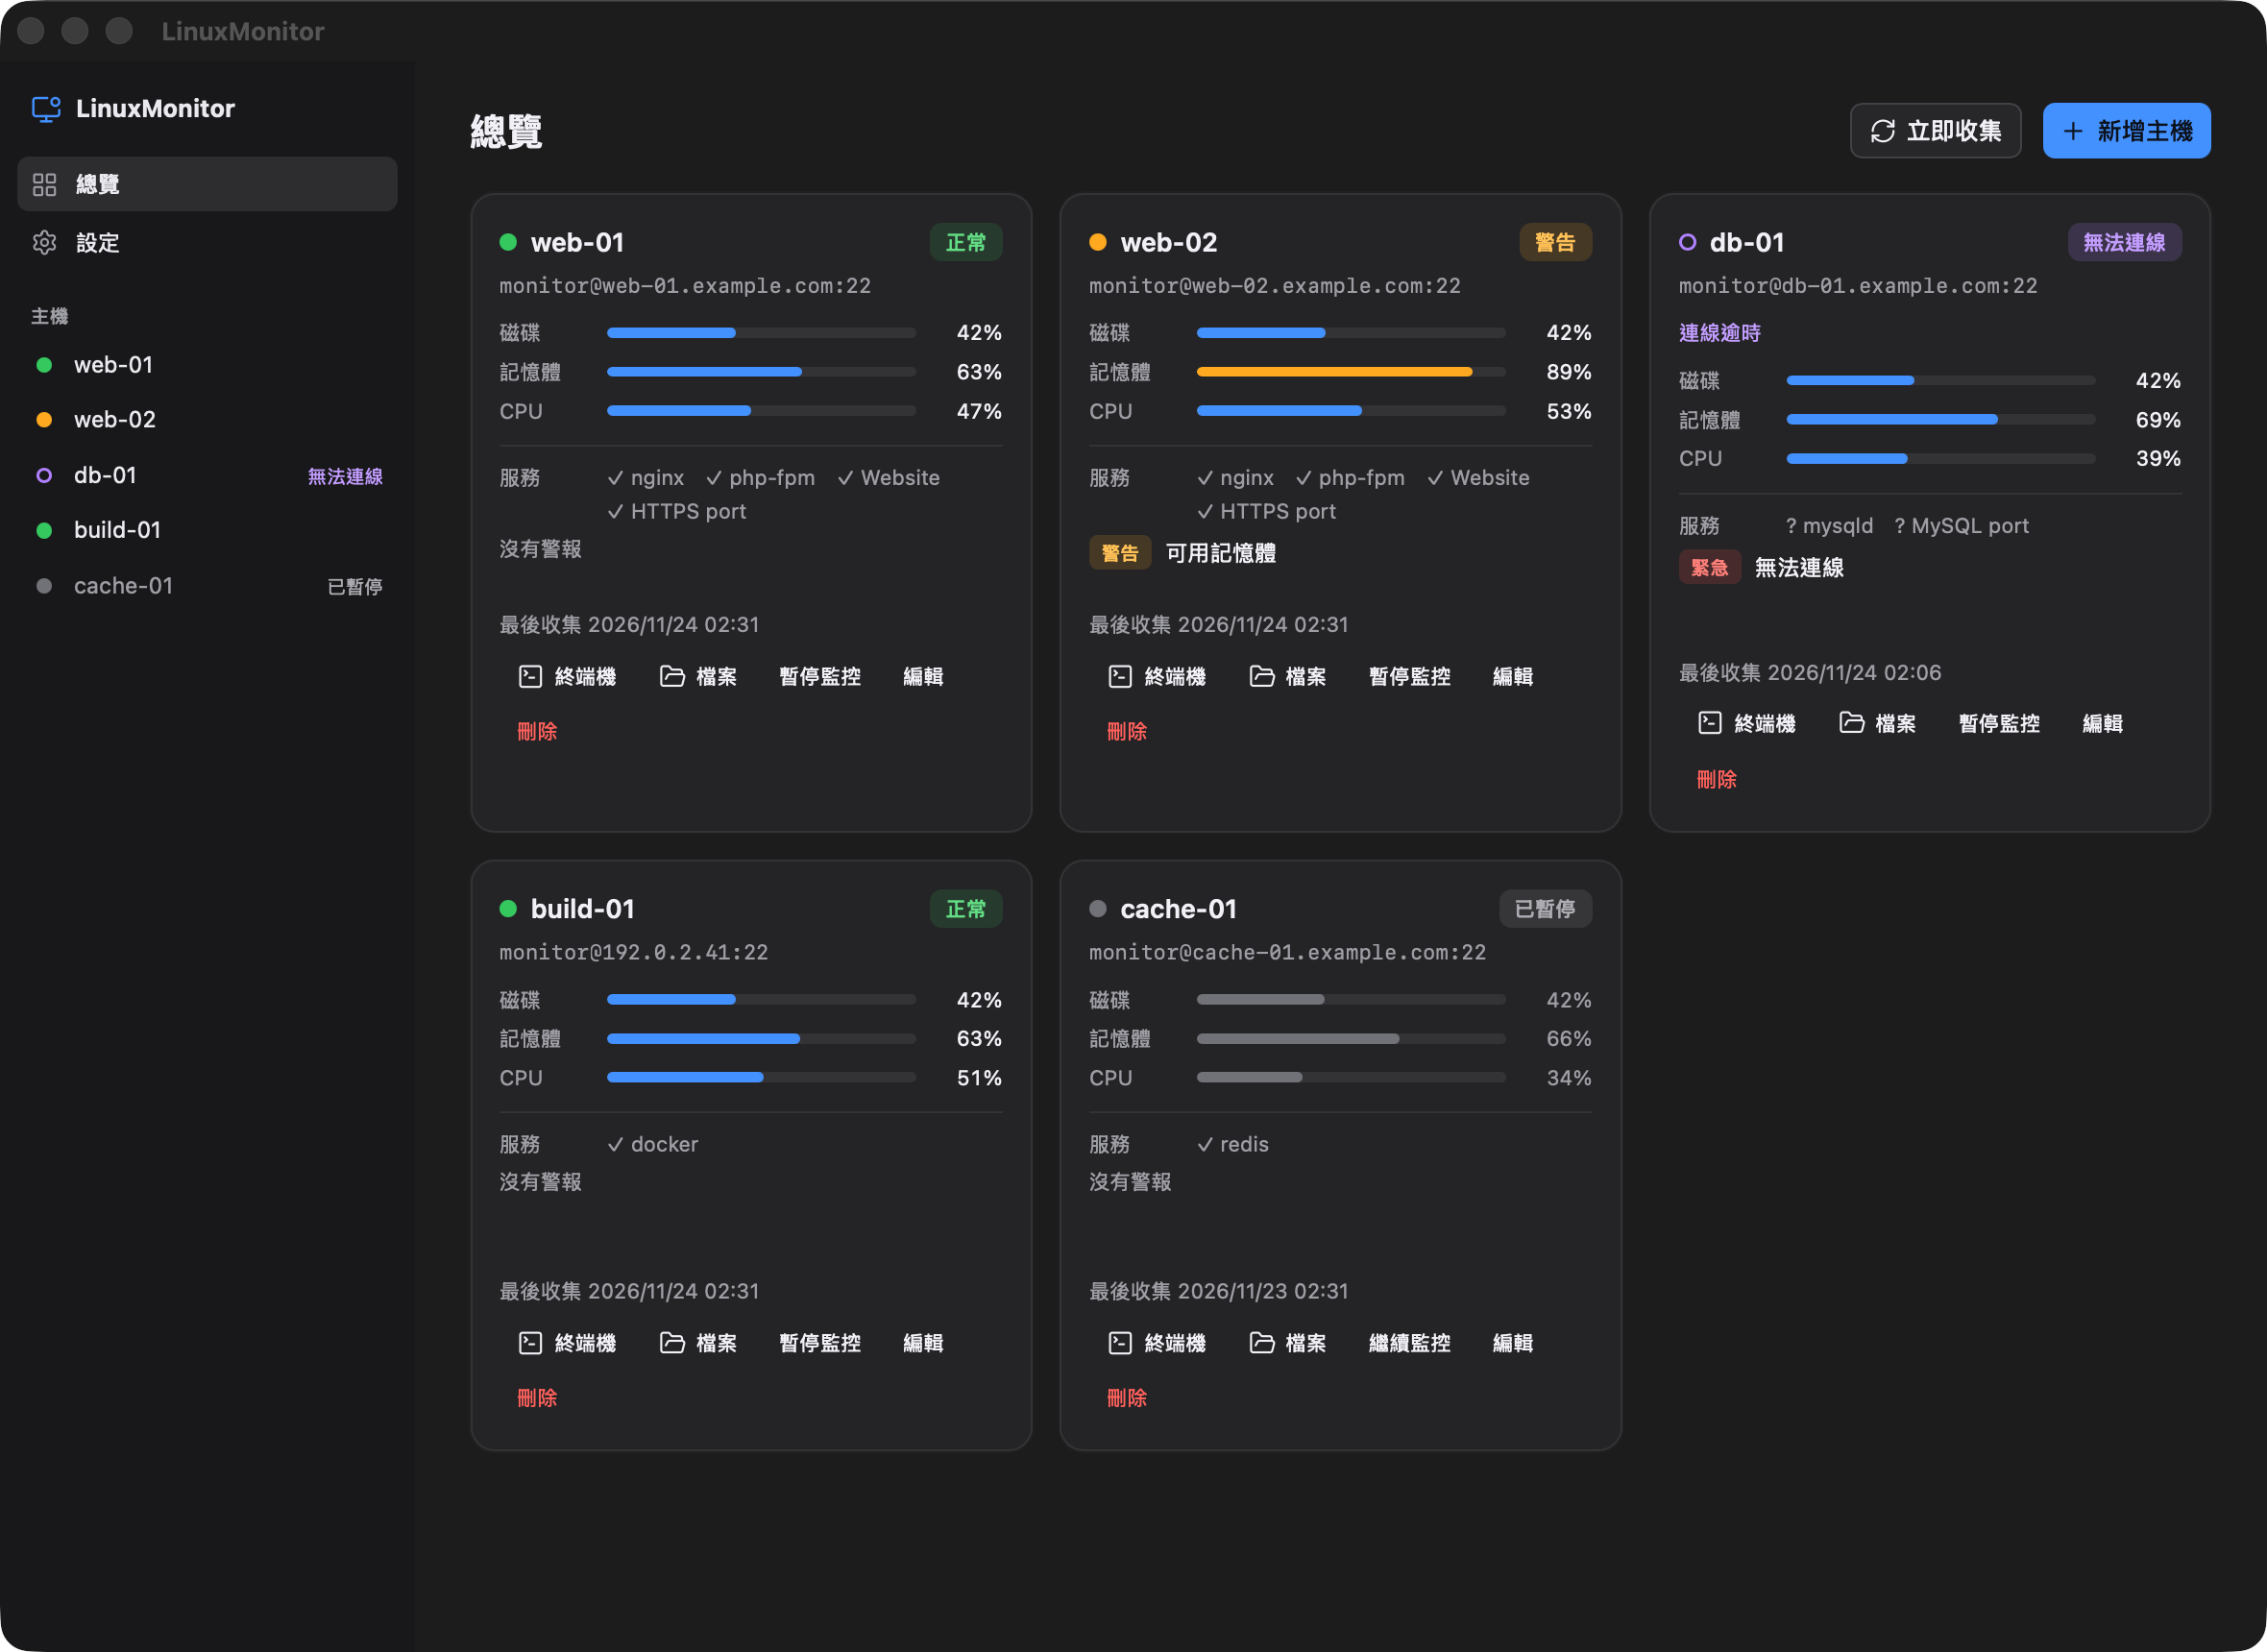 LinuxMonitor
LinuxMonitor
總覽
設定
主機
web-01
web-02
db-01 無法連線
build-01
cache-01 已暫停
總覽
立即收集
新增主機
web-01 正常
monitor@web-01.example.com:22
磁碟 42%
記憶體 63%
CPU 47%
服務 ✓ nginx ✓ php-fpm ✓ Website
✓ HTTPS port
沒有警報
最後收集 2026/11/24 02:31
終端機 檔案 暫停監控 編輯
刪除
web-02 警告
monitor@web-02.example.com:22
磁碟 42%
記憶體 89%
CPU 53%
服務 ✓ nginx ✓ php-fpm ✓ Website
✓ HTTPS port
警告 可用記憶體
最後收集 2026/11/24 02:31
終端機 檔案 暫停監控 編輯
刪除
db-01 無法連線
monitor@db-01.example.com:22
連線逾時
磁碟 42%
記憶體 69%
CPU 39%
服務 ? mysqld ? MySQL port
緊急 無法連線
最後收集 2026/11/24 02:06
終端機 檔案 暫停監控 編輯
刪除
build-01 正常
monitor@192.0.2.41:22
磁碟 42%
記憶體 63%
CPU 51%
服務 ✓ docker
沒有警報
最後收集 2026/11/24 02:31
終端機 檔案 暫停監控 編輯
刪除
cache-01 已暫停
monitor@cache-01.example.com:22
磁碟 42%
記憶體 66%
CPU 34%
服務 ✓ redis
沒有警報
最後收集 2026/11/23 02:31
終端機 檔案 繼續監控 編輯
刪除